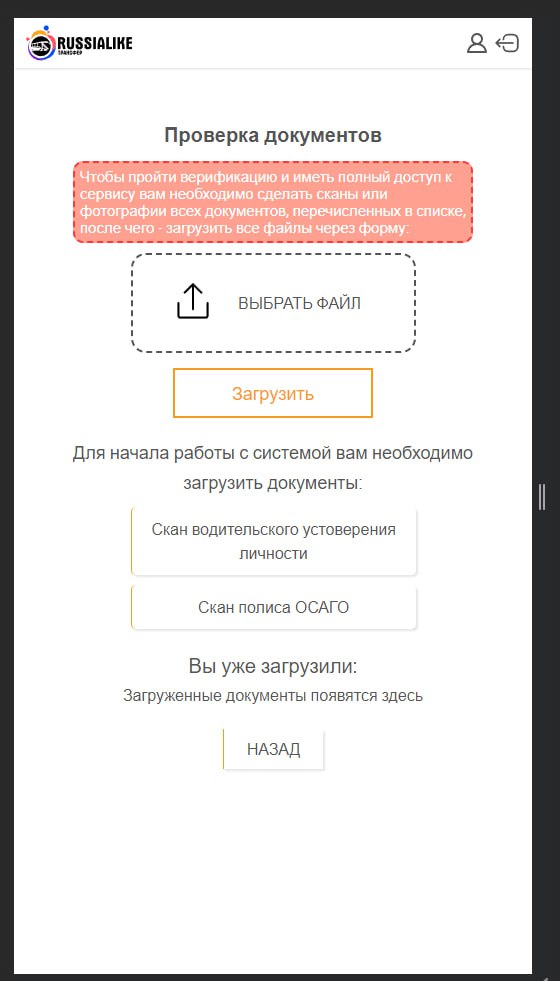 RUSSIALIKE
ТРАНСФЕР
Проверка документов
Чтобы пройти верификацию и иметь полный доступ к
сервису вам необходимо сделать сканы или
фотографии всех документов, перечисленных в списке,
после чего - загрузить все файлы через форму:
ВЫБРАТЬ ФАЙЛ
Загрузить
Для начала работы с системой вам необходимо
загрузить документы:
Скан водительского устоверения
личности
Скан полиса ОСАГО
Вы уже загрузили:
Загруженные документы появятся здесь
НАЗАД